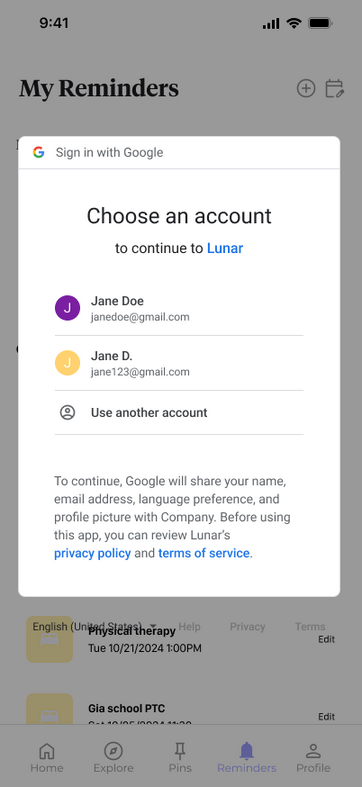 9:41
My Reminders
Sign in with Google
Choose an account
to continue to Lunar
J
Jane Doe
janedoe@gmail.com
J
Jane D.
jane123@gmail.com
Use another account
To continue, Google will share your name,
email address, language preference, and
profile picture with Company. Before using
this app, you can review Lunar's
privacy policy and terms of service.
English (United States) Help Privacy Terms
Physical therapy
Edit
Tue 10/21/2024 1:00PM
Gia school PTC
Edit
Home Explore Pins Reminders Profile